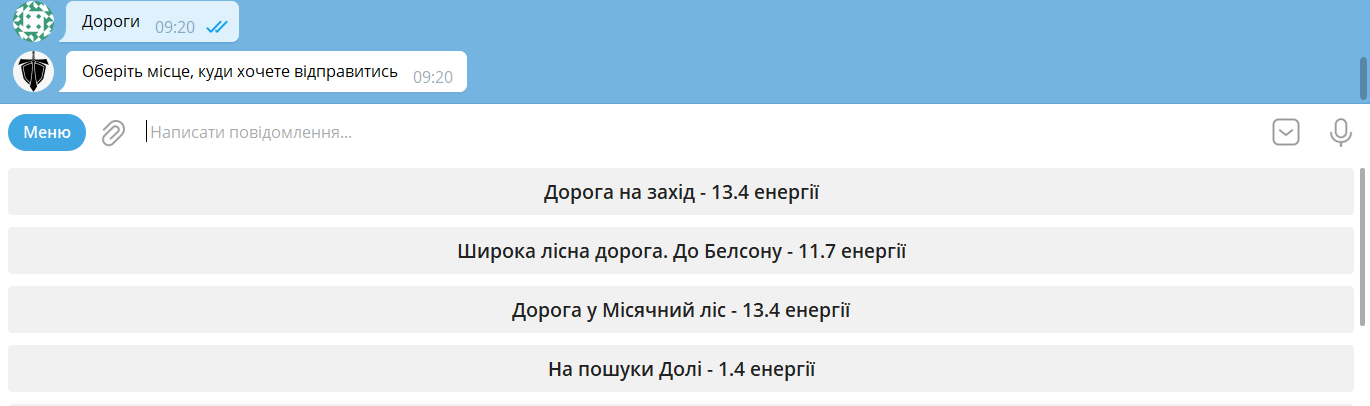 Дороги 09:20
Оберіть місце, куди хочете відправитись 09:20
Меню Написати повідомлення...
Дорога на захід - 13.4 енергії
Широка лісна дорога. До Белсону - 11.7 енергії
Дорога у Місячний ліс - 13.4 енергії
На пошуки Долі - 1.4 енергії